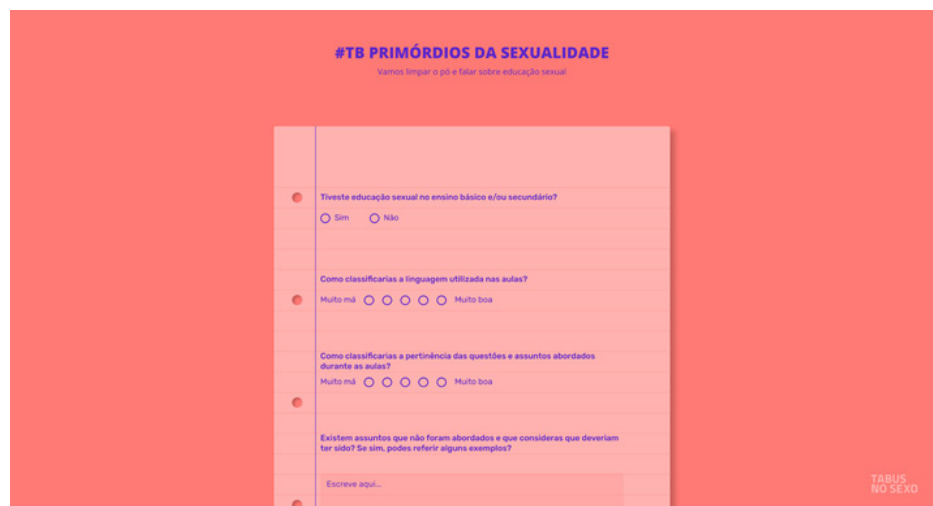 #TB PRIMÓRDIOS DA SEXUALIDADE
Vamos limpar o pó e falar sobre educação sexual
Tiveste educação sexual no ensino básico e/ou secundário?
Sim Não
Como classificarias a linguagem utilizada nas aulas?
Muito má Muito boa
Como classificarias a pertinência das questões e assuntos abordados
durante as aulas?
Muito má Muito boa
Existem assuntos que não foram abordados e que consideras que deveriam
ter sido? Se sim, podes referir alguns exemplos?
Escreve aqui...
TABUS
NO SEXO